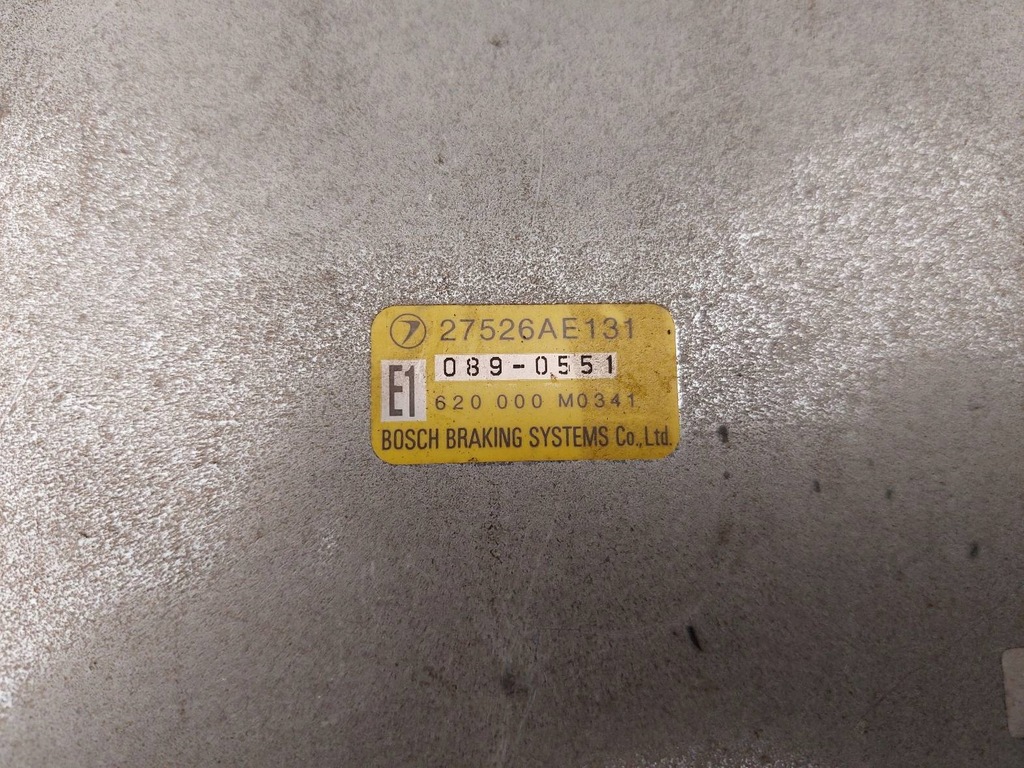 27526AE131
089-0551
E1
620 000 M0341
BOSCH BRAKING SYSTEMS Co.,Ltd.